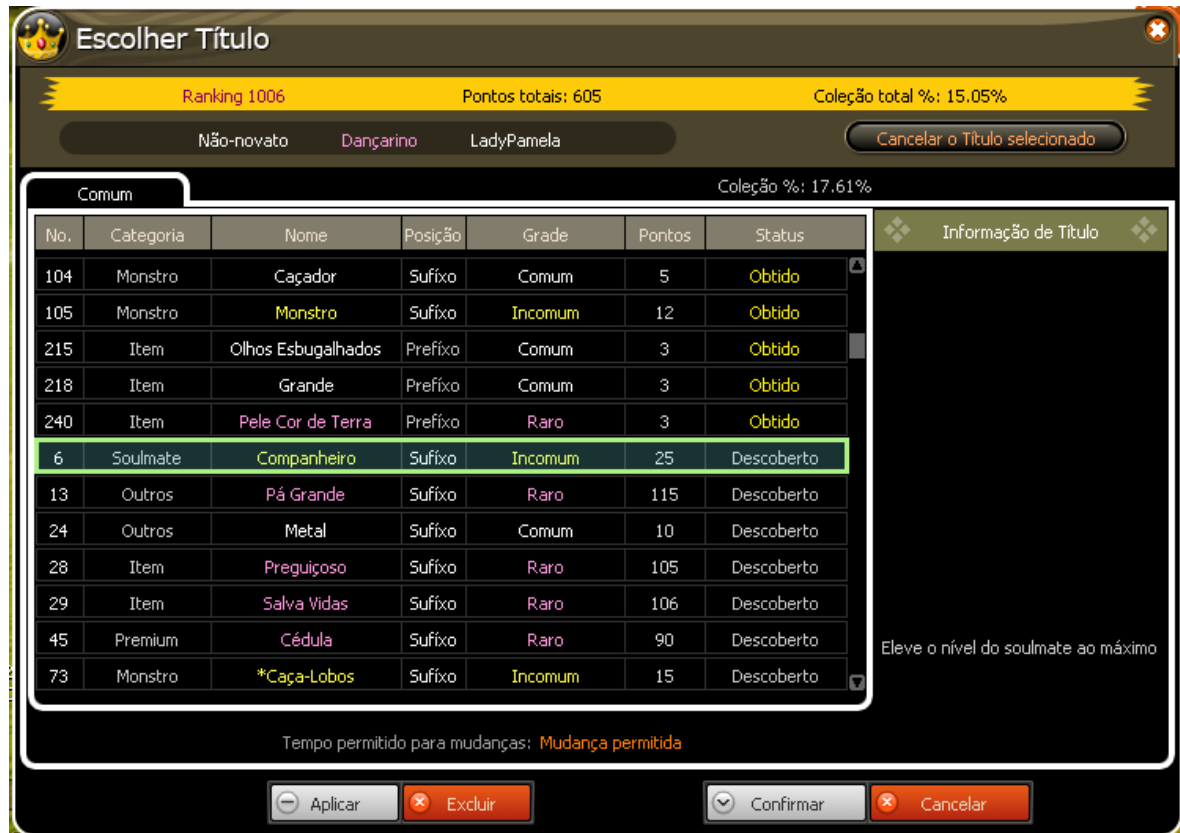 Escolher Título
Ranking 1006 Pontos totais: 605 Coleção total %: 15.05%
Não-novato Dançarino LadyPamela Cancelar o Título selecionado
Comum Coleção %: 17.61%
No. Categoria Nome Posição Grade Pontos Status Informação de Título
104 Monstro Caçador Sufíxo Comum 5 Obtido
105 Monstro Monstro Sufíxo Incomum 12 Obtido
215 Item Olhos Esbugalhados Prefíxo Comum 3 Obtido
218 Item Grande Prefíxo Comum 3 Obtido
240 Item Pele Cor de Terra Prefíxo Raro 3 Obtido
6 Soulmate Companheiro Sufíxo Incomum 25 Descoberto
13 Outros Pá Grande Sufíxo Raro 115 Descoberto
24 Outros Metal Sufíxo Comum 10 Descoberto
28 Item Preguiçoso Sufíxo Raro 105 Descoberto
29 Item Salva Vidas Sufíxo Raro 106 Descoberto
45 Premium Cédula Sufíxo Raro 90 Descoberto
Eleve o nível do soulmate ao máximo
73 Monstro *Caça-Lobos Sufíxo Incomum 15 Descoberto
Tempo permitido para mudanças: Mudança permitida
Aplicar Excluir Confirmar Cancelar